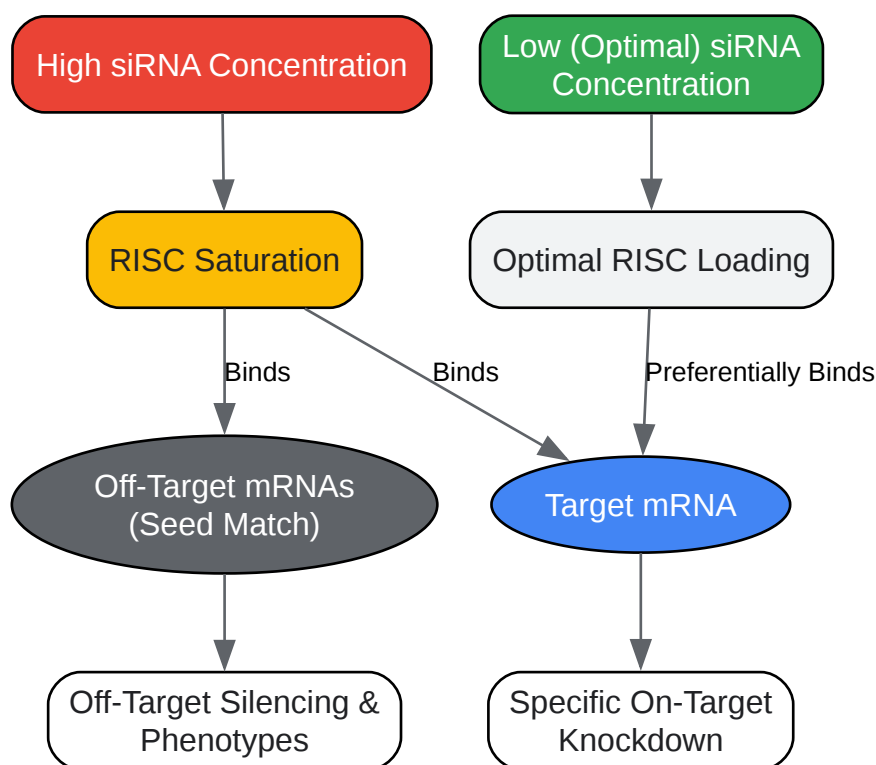 High siRNA Concentration
Low (Optimal) siRNA
Concentration
RISC Saturation
Optimal RISC Loading
Binds
Binds
Preferentially Binds
Off-Target mRNAs
(Seed Match)
Target mRNA
Off-Target Silencing &
Phenotypes
Specific On-Target
Knockdown